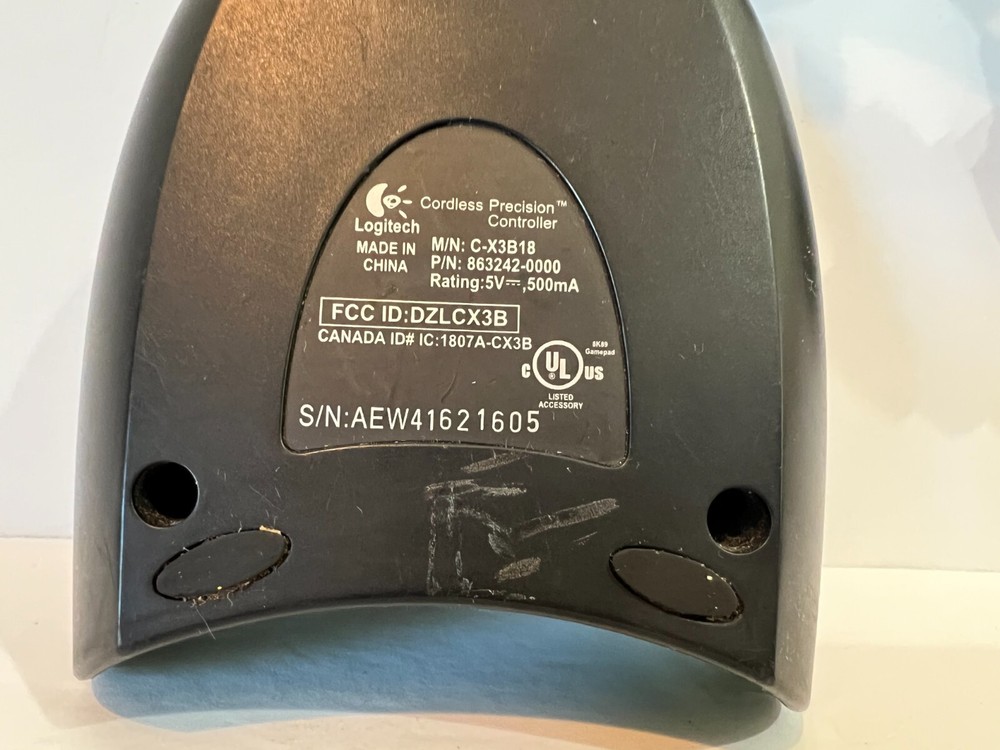 Logitech
Cordless Precision™
Controller
MADE IN
CHINA
M/N: C-X3B18
P/N: 863242-0000
Rating:5V⎓,500mA
FCC ID:DZLCX3B
CANADA ID# IC:1807A-CX3B
8K89
Gamepad
C UL® US
LISTED
ACCESSORY
S/N:AEW41621605